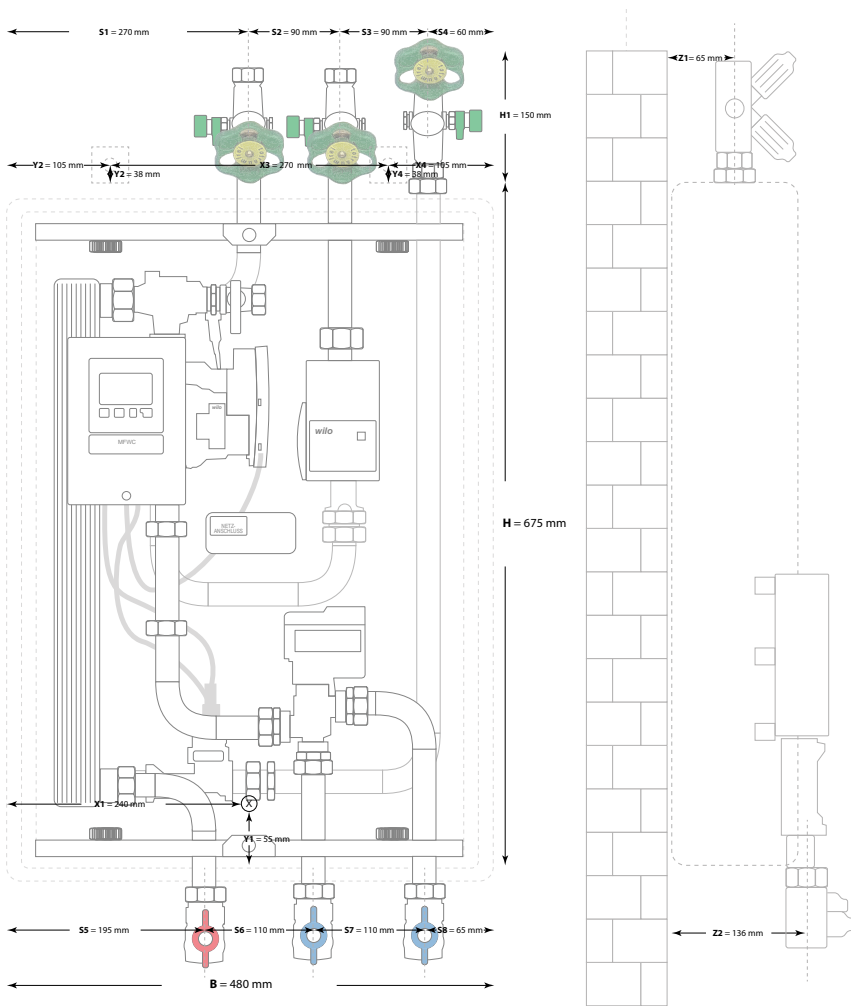 S1 = 270 mm
S2 = 90 mm
S3 = 90 mm
S4 = 60 mm
Z1= 65 mm
H1 = 150 mm
Y2 = 105 mm
X3 = 270 mm
X4 = 105 mm
Y2 = 38 mm
Y4 = 38 mm
wilo
wilo
MFWC
NETZ-
ANSCHLUSS
H = 675 mm
X1 = 240 mm
X
Y1 = 55 mm
S5 = 195 mm
S6 = 110 mm
S7 = 110 mm
S8 = 65 mm
Z2 = 136 mm
B = 480 mm